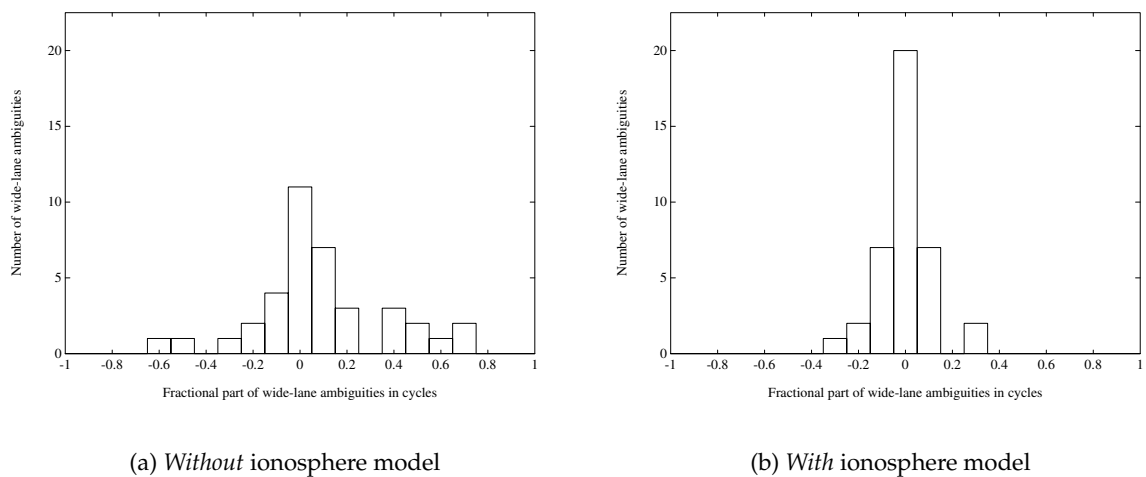 20
15
10
5
0
Number of wide-lane ambiguities
-1 -0.8 -0.6 -0.4 -0.2 0 0.2 0.4 0.6 0.8 1
Fractional part of wide-lane ambiguities in cycles
(a) Without ionosphere model
20
15
10
5
0
Number of wide-lane ambiguities
-1 -0.8 -0.6 -0.4 -0.2 0 0.2 0.4 0.6 0.8 1
Fractional part of wide-lane ambiguities in cycles
(b) With ionosphere model